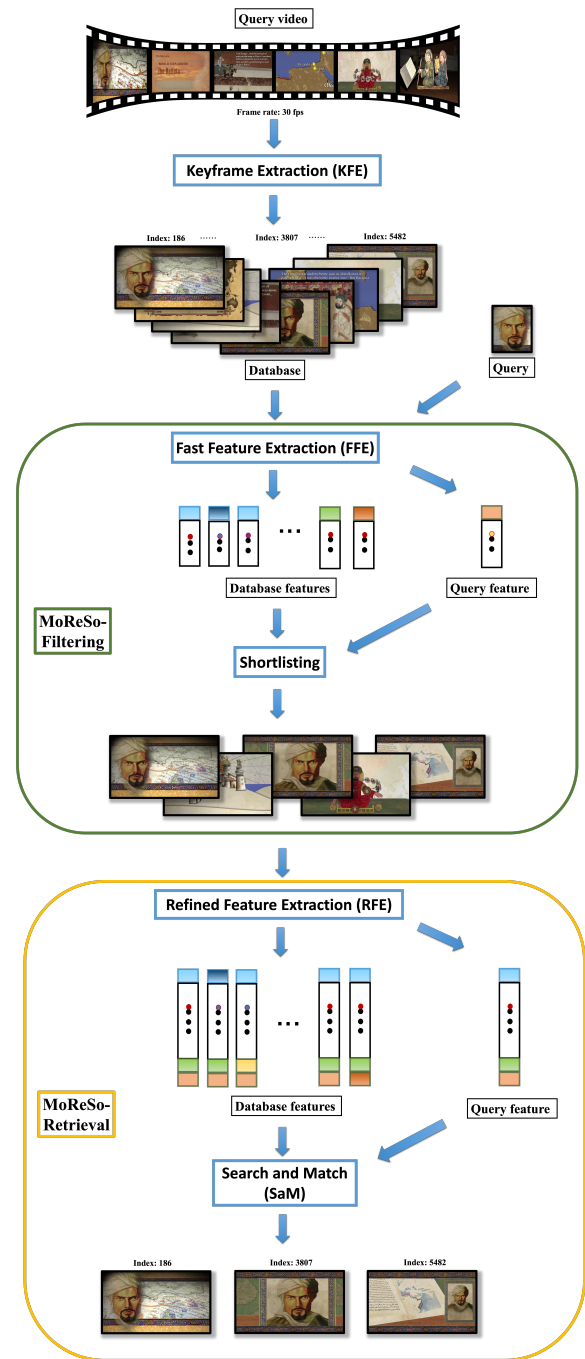 Query video
The Ballista
Frame rate: 30 fps
Keyframe Extraction (KFE)
Index: 186 ...... Index: 3807 ...... Index: 5482
Database
Query
Fast Feature Extraction (FFE)
...
Database features
Query feature
MoReSo-
Filtering
Shortlisting
Refined Feature Extraction (RFE)
...
Database features
Query feature
MoReSo-
Retrieval
Search and Match
(SaM)
Index: 186
Index: 3807
Index: 5482